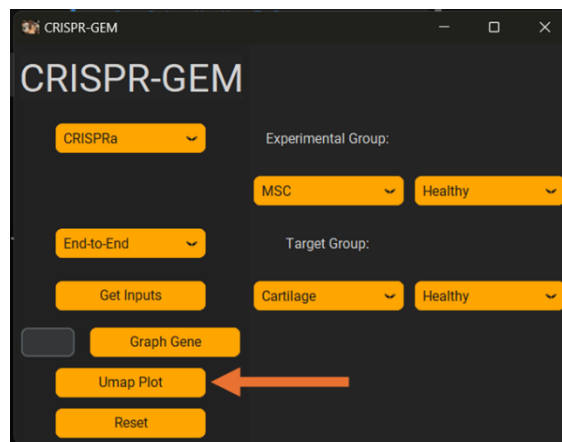 CRISPR-GEM
CRISPR-GEM
CRISPRa
Experimental Group:
MSC
Healthy
End-to-End
Target Group:
Get Inputs
Cartilage
Healthy
Graph Gene
Umap Plot
Reset